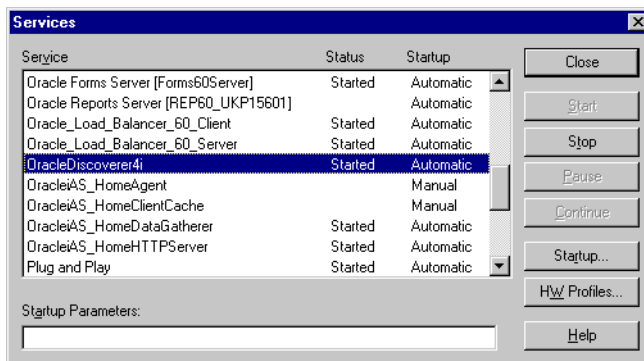 Services
Service Status Startup
Oracle Forms Server [Forms60Server] Started Automatic
Oracle Reports Server [REP60_UKP15601] Automatic
Oracle_Load_Balancer_60_Client Started Automatic
Oracle_Load_Balancer_60_Server Started Automatic
OracleDiscoverer4i Started Automatic
OracleiAS_HomeAgent Manual
OracleiAS_HomeClientCache Manual
OracleiAS_HomeDataGatherer Started Automatic
OracleiAS_HomeHTTPServer Started Automatic
Plug and Play Started Automatic
Startup Parameters:
Close
Start
Stop
Pause
Continue
Startup...
HW Profiles...
Help